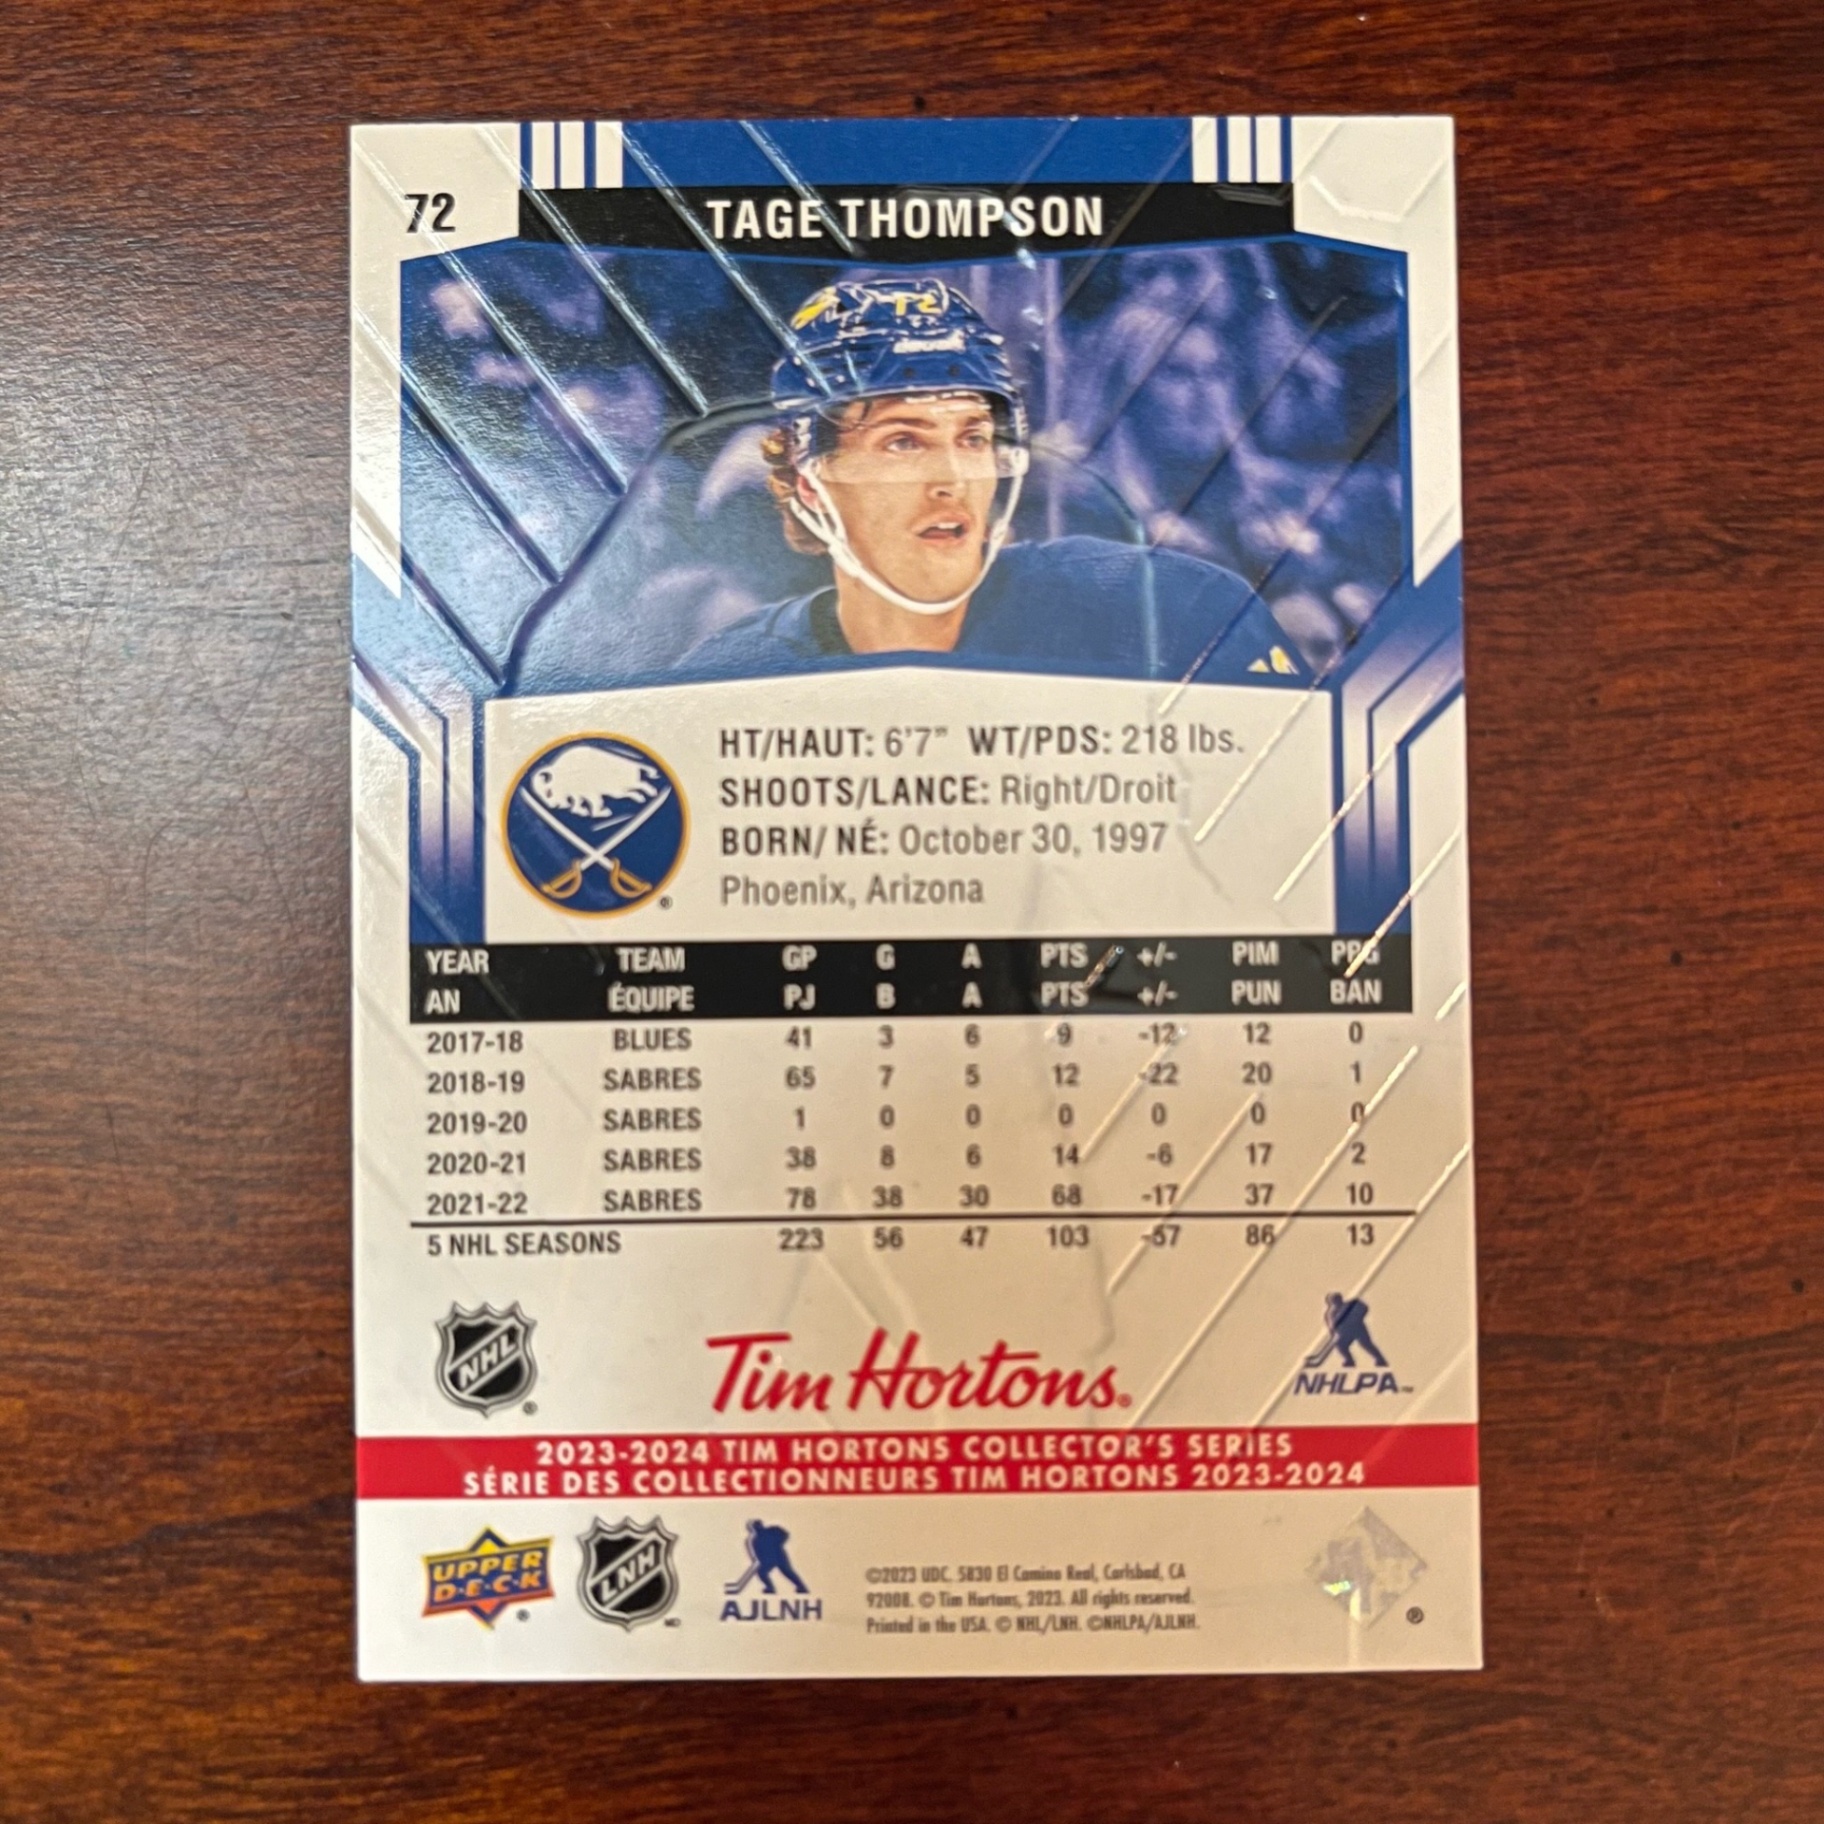 72
TAGE THOMPSON
72
HT/HAUT: 6'7" WT/PDS: 218 lbs.
SHOOTS/LANCE: Right/Droit
BORN/ NÉ: October 30, 1997
Phoenix, Arizona
®
YEAR TEAM GP G A PTS +/- PIM PPG
AN ÉQUIPE PJ B A PTS +/- PUN BAN
2017-18 BLUES 41 3 6 9 -12 12 0
2018-19 SABRES 65 7 5 12 -22 20 1
2019-20 SABRES 1 0 0 0 0 0 0
2020-21 SABRES 38 8 6 14 -6 17 2
2021-22 SABRES 78 38 30 68 -17 37 10
5 NHL SEASONS 223 56 47 103 -57 86 13
NHL ®
Tim Hortons®
NHLPA™
2023-2024 TIM HORTONS COLLECTOR'S SERIES
SÉRIE DES COLLECTIONNEURS TIM HORTONS 2023-2024
UPPER
D·E·C·K ®
LNH MD
AJLNH
©2023 UDC. 5830 El Camino Real, Carlsbad, CA
92008. © Tim Hortons, 2023. All rights reserved.
Printed in the USA. © NHL/LNH. ©NHLPA/AJLNH.
®